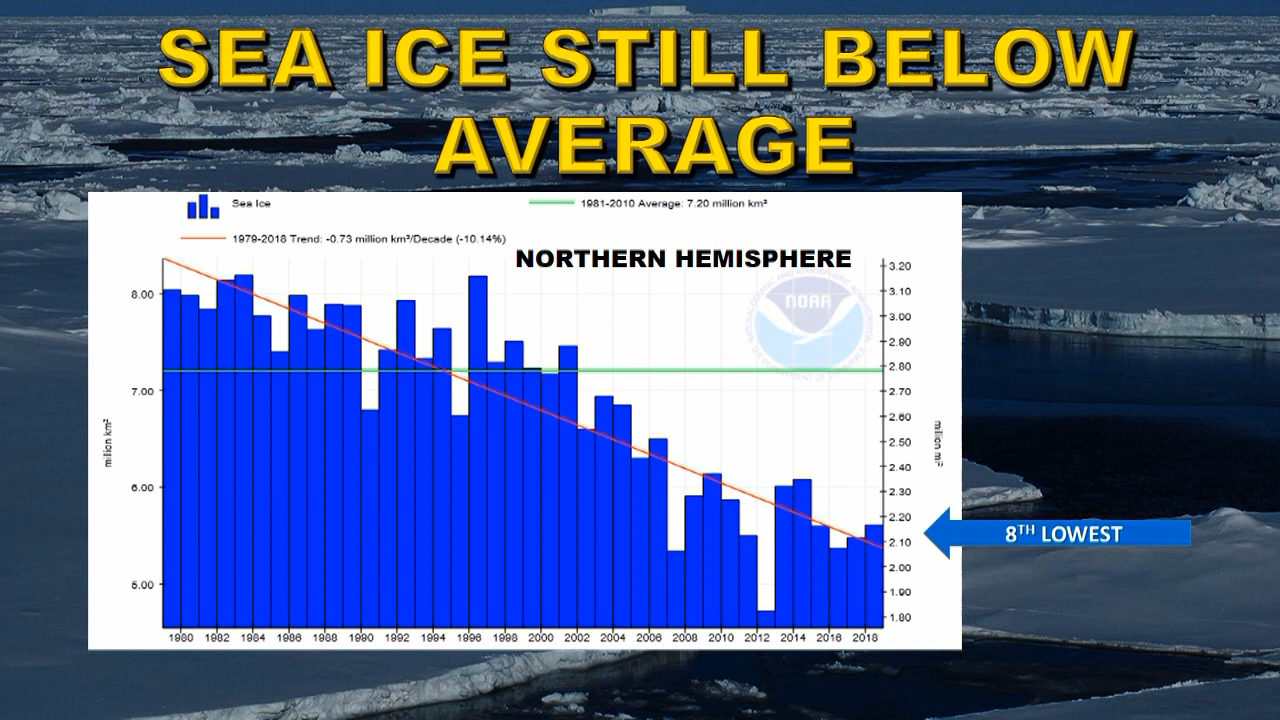 SEA ICE STILL BELOW
AVERAGE
Sea Ice
1981-2010 Average: 7.20 million km²
1979-2018 Trend: -0.73 million km²/Decade (-10.14%)
NORTHERN HEMISPHERE
NOAA
8.00
7.00
6.00
5.00
million km²
3.20
3.10
3.00
2.90
2.80
2.70
2.60
2.50
2.40
2.30
2.20
2.10
2.00
1.90
1.80
million mi²
1980 1982 1984 1986 1988 1990 1992 1994 1996 1998 2000 2002 2004 2006 2008 2010 2012 2014 2016 2018
8TH LOWEST